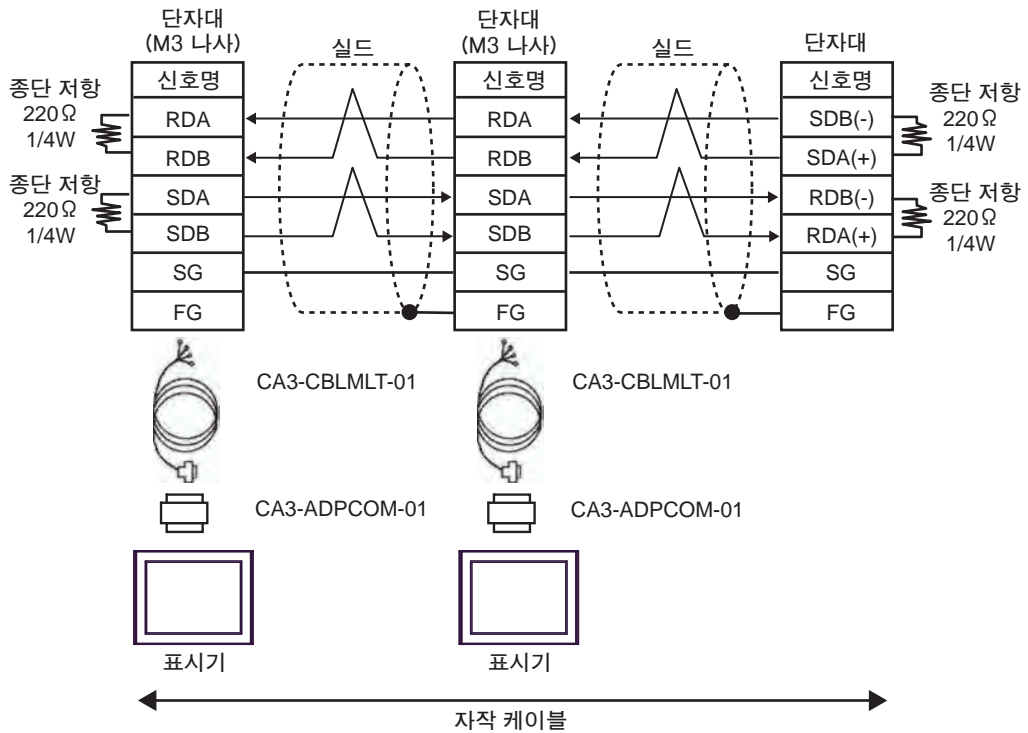 단자대
(M3 나사)
실드
단자대
(M3 나사)
실드
단자대
신호명
신호명
신호명
종단 저항
220Ω
1/4W
RDA
RDA
SDB(-)
종단 저항
220Ω
1/4W
RDB
RDB
SDA(+)
종단 저항
220Ω
1/4W
SDA
SDA
RDB(-)
종단 저항
220Ω
1/4W
SDB
SDB
RDA(+)
SG
SG
SG
FG
FG
FG
CA3-CBLMLT-01
CA3-CBLMLT-01
CA3-ADPCOM-01
CA3-ADPCOM-01
표시기
표시기
자작 케이블